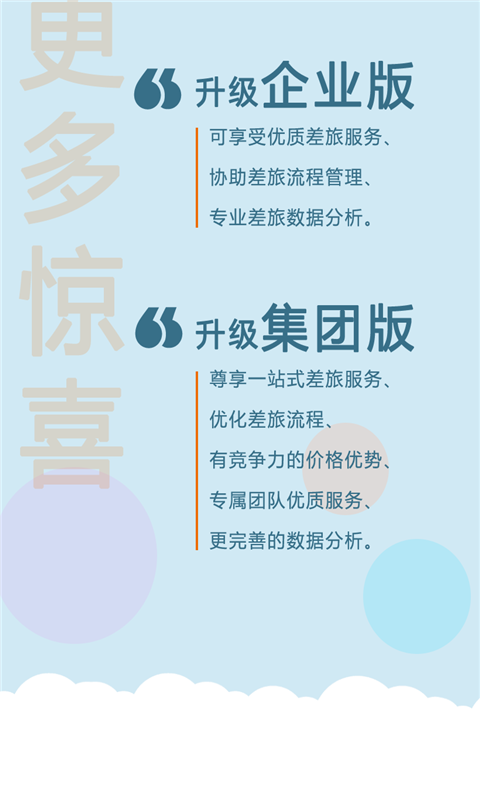 更多惊喜
升级企业版
可享受优质差旅服务、
协助差旅流程管理、
专业差旅数据分析。
升级集团版
尊享一站式差旅服务、
优化差旅流程、
有竞争力的价格优势、
专属团队优质服务、
更完善的数据分析。